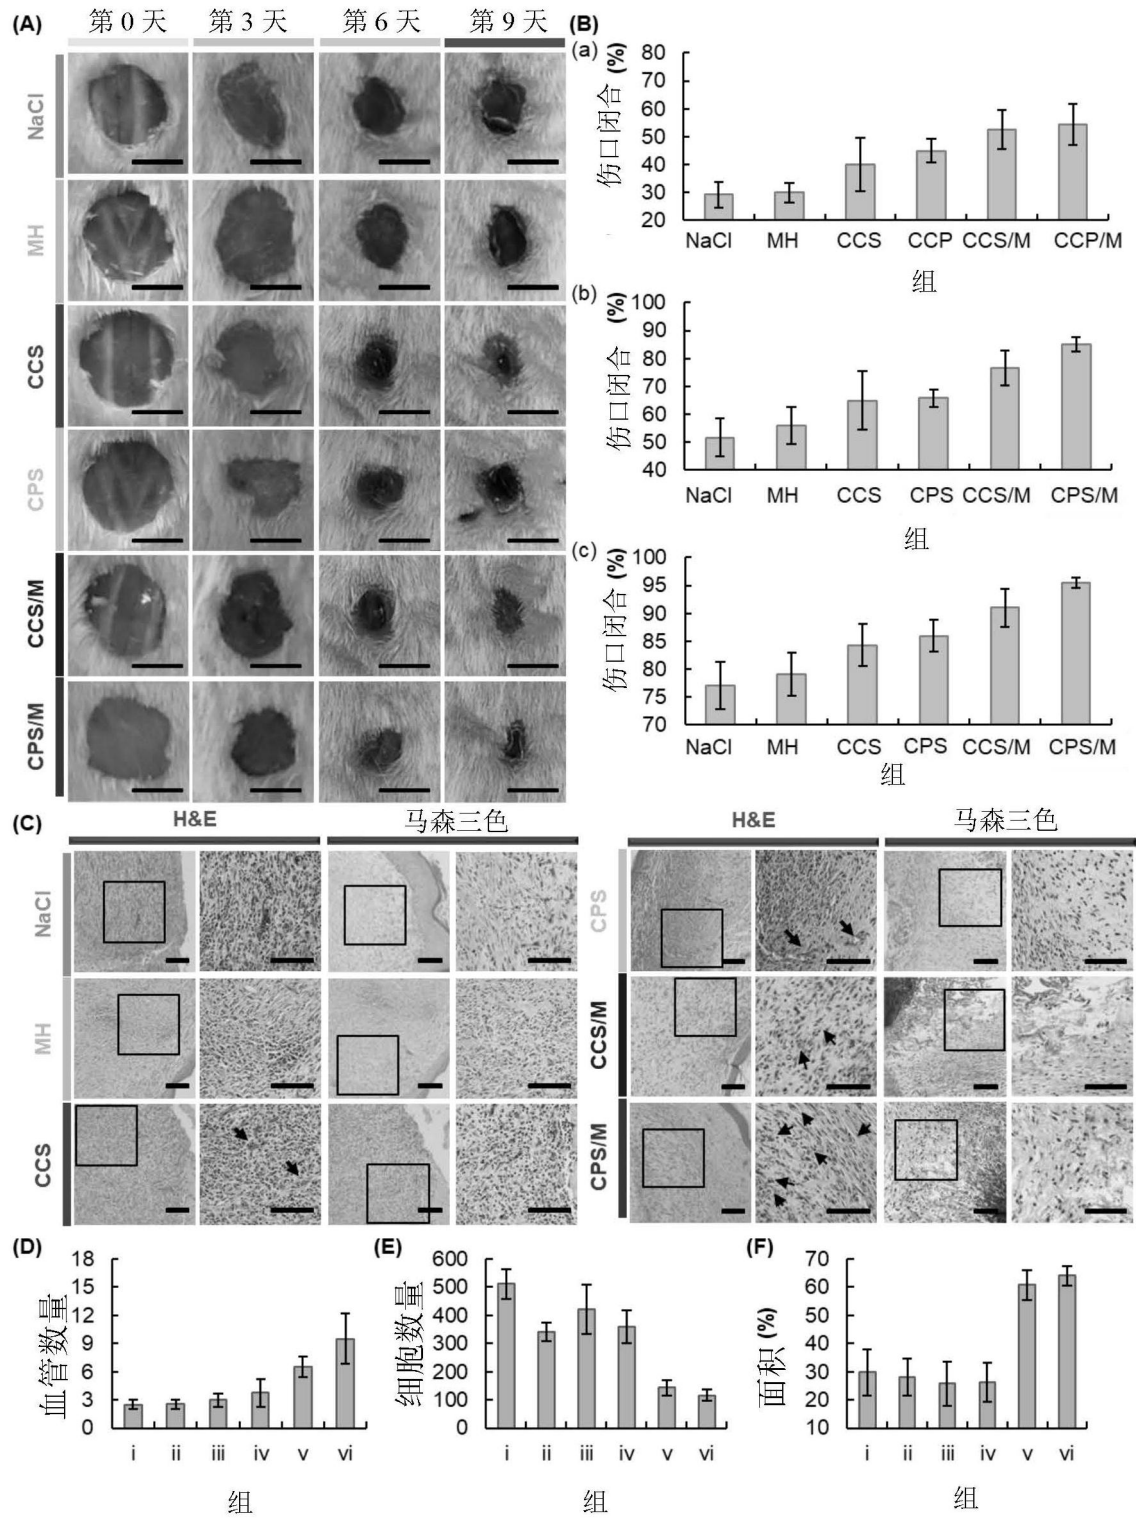 (A)
第 0 天 第 3 天 第 6 天 第 9 天
NaCl
MH
CCS
CPS
CCS/M
CPS/M
(B)
(a)
伤口闭合 (%)
80
70
60
50
40
30
20
NaCl MH CCS CCP CCS/M CCP/M
组
(b)
伤口闭合 (%)
100
90
80
70
60
50
40
NaCl MH CCS CPS CCS/M CPS/M
组
(c)
伤口闭合 (%)
100
95
90
85
80
75
70
NaCl MH CCS CPS CCS/M CPS/M
组
(C)
H&E 马森三色
NaCl
MH
CCS
H&E 马森三色
CPS
CCS/M
CPS/M
(D)
血管数量
18
15
12
9
6
3
0
i ii iii iv v vi
组
(E)
细胞数量
600
500
400
300
200
100
0
i ii iii iv v vi
组
(F)
面积 (%)
70
60
50
40
30
20
10
i ii iii iv v vi
组